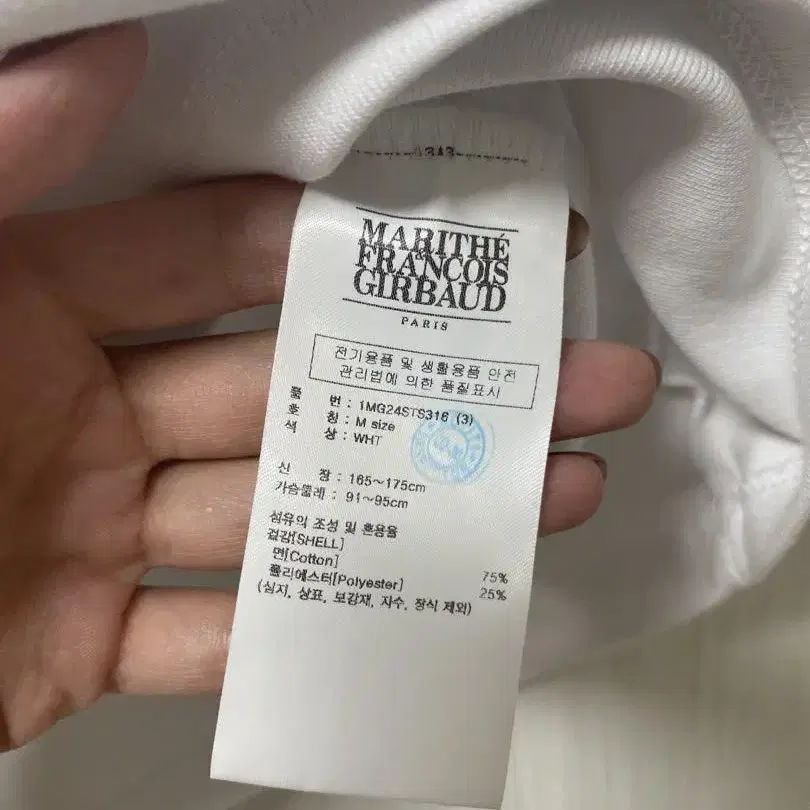 343
MARITHÉ
FRANCOIS
GIRBAUD
PARIS
전기용품 및 생활용품 안전
관리법에 의한 품질표시
품 번 : 1MG24STS316 (3)
호 칭 : M size
색 상 : WHT
신 장 : 165~175cm
가슴둘레 : 91~95cm
섬유의 조성 및 혼용율
겉감[SHELL]
면[Cotton] 75%
폴리에스터[Polyester] 25%
(심지, 상표, 보강재, 자수, 장식 제외)